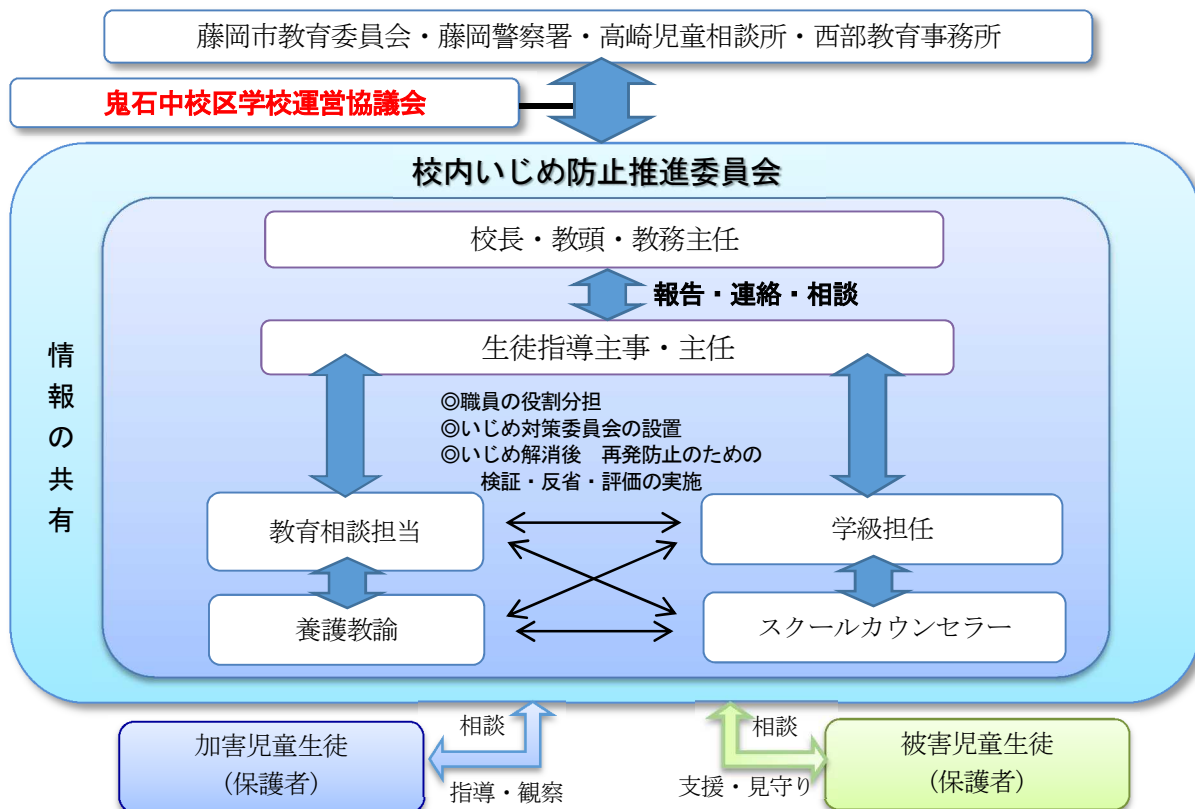 藤岡市教育委員会・藤岡警察署・高崎児童相談所・西部教育事務所
鬼石中校区学校運営協議会
校内いじめ防止推進委員会
校長・教頭・教務主任
報告・連絡・相談
生徒指導主事・主任
情報の共有
◎職員の役割分担
◎いじめ対策委員会の設置
◎いじめ解消後　再発防止のための
検証・反省・評価の実施
教育相談担当
学級担任
養護教諭
スクールカウンセラー
加害児童生徒
(保護者)
相談
指導・観察
相談
支援・見守り
被害児童生徒
(保護者)